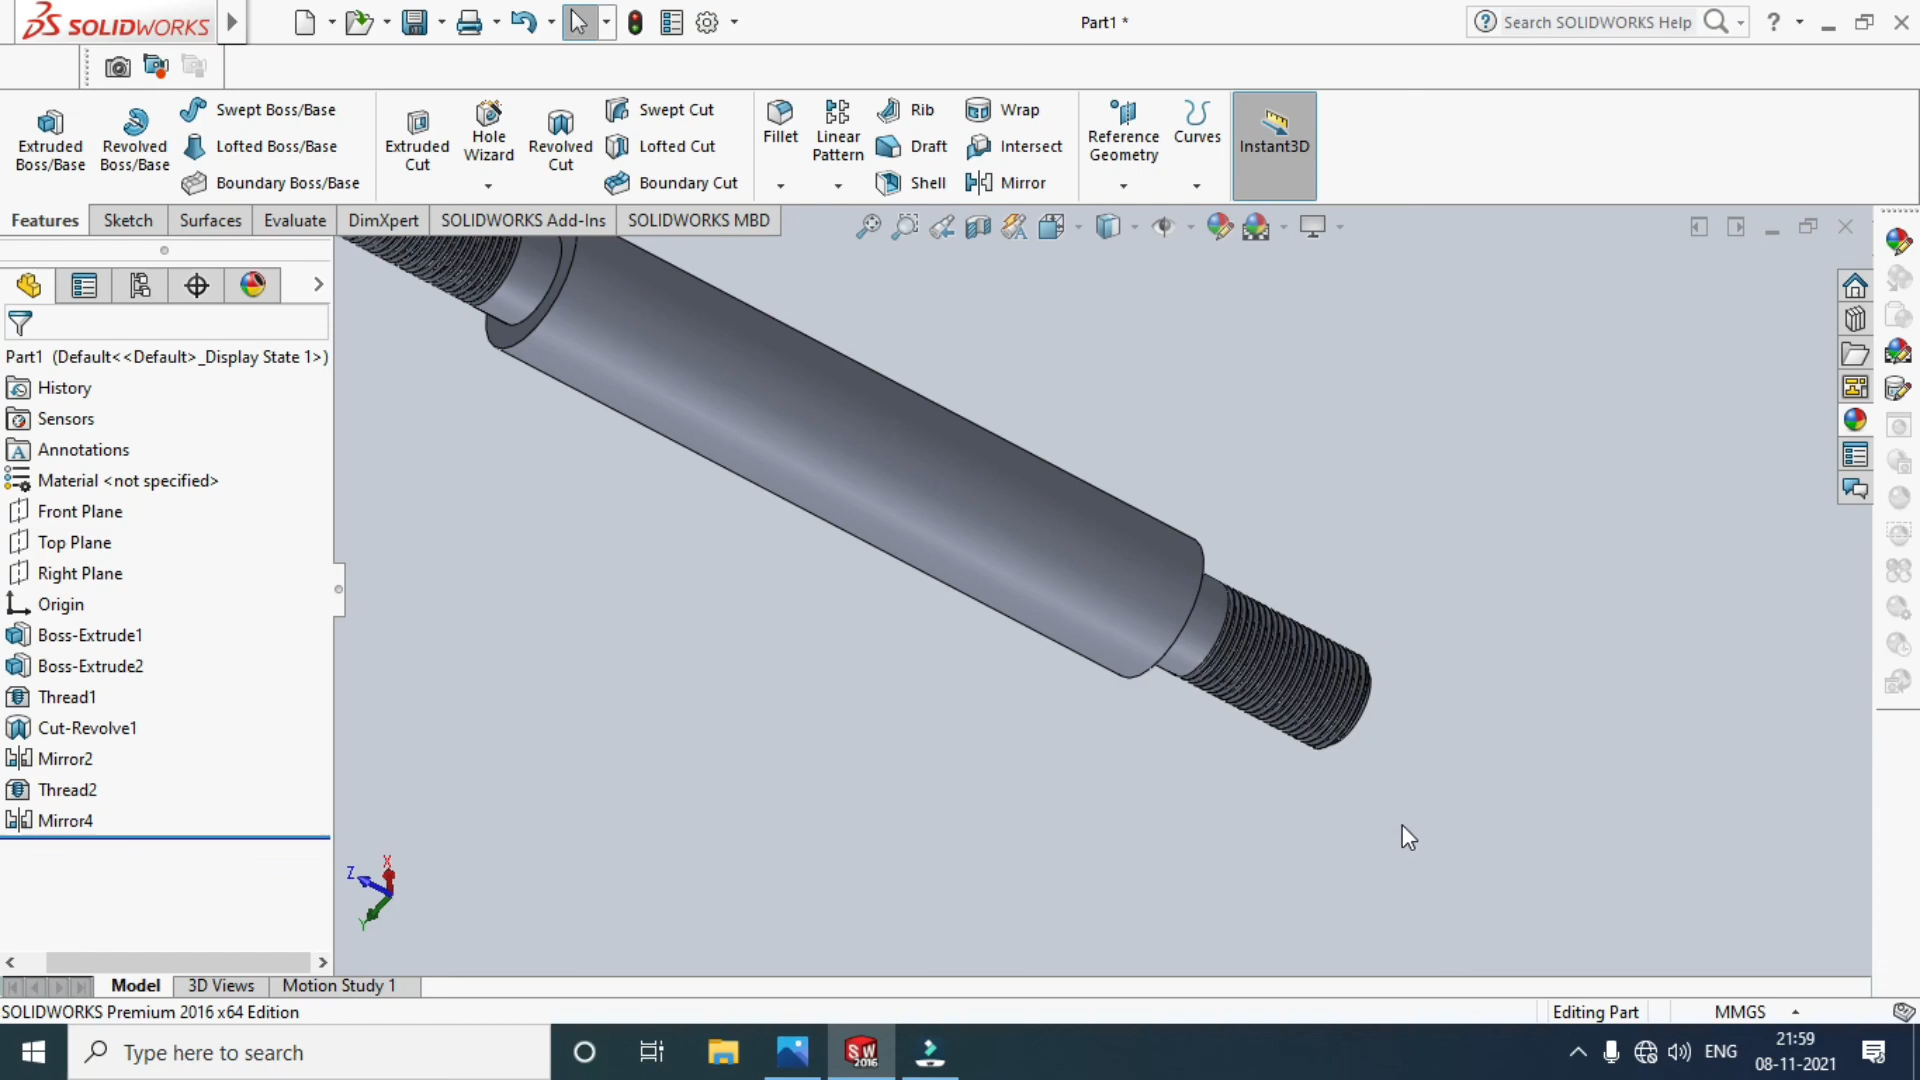 SOLIDWORKS
Part1 *
Search SOLIDWORKS Help
?
Extruded Boss/Base
Revolved Boss/Base
Swept Boss/Base
Lofted Boss/Base
Boundary Boss/Base
Extruded Cut
Hole Wizard
Revolved Cut
Swept Cut
Lofted Cut
Boundary Cut
Fillet
Linear Pattern
Rib
Draft
Shell
Wrap
Intersect
Mirror
Reference Geometry
Curves
Instant3D
Features
Sketch
Surfaces
Evaluate
DimXpert
SOLIDWORKS Add-Ins
SOLIDWORKS MBD
Part1 (Default<<Default>_Display State 1>)
History
Sensors
Annotations
Material <not specified>
Front Plane
Top Plane
Right Plane
Origin
Boss-Extrude1
Boss-Extrude2
Thread1
Cut-Revolve1
Mirror2
Thread2
Mirror4
X
Z
Y
Model
3D Views
Motion Study 1
SOLIDWORKS Premium 2016 x64 Edition
Editing Part
MMGS
Type here to search
SW
2016
ENG
21:59
08-11-2021